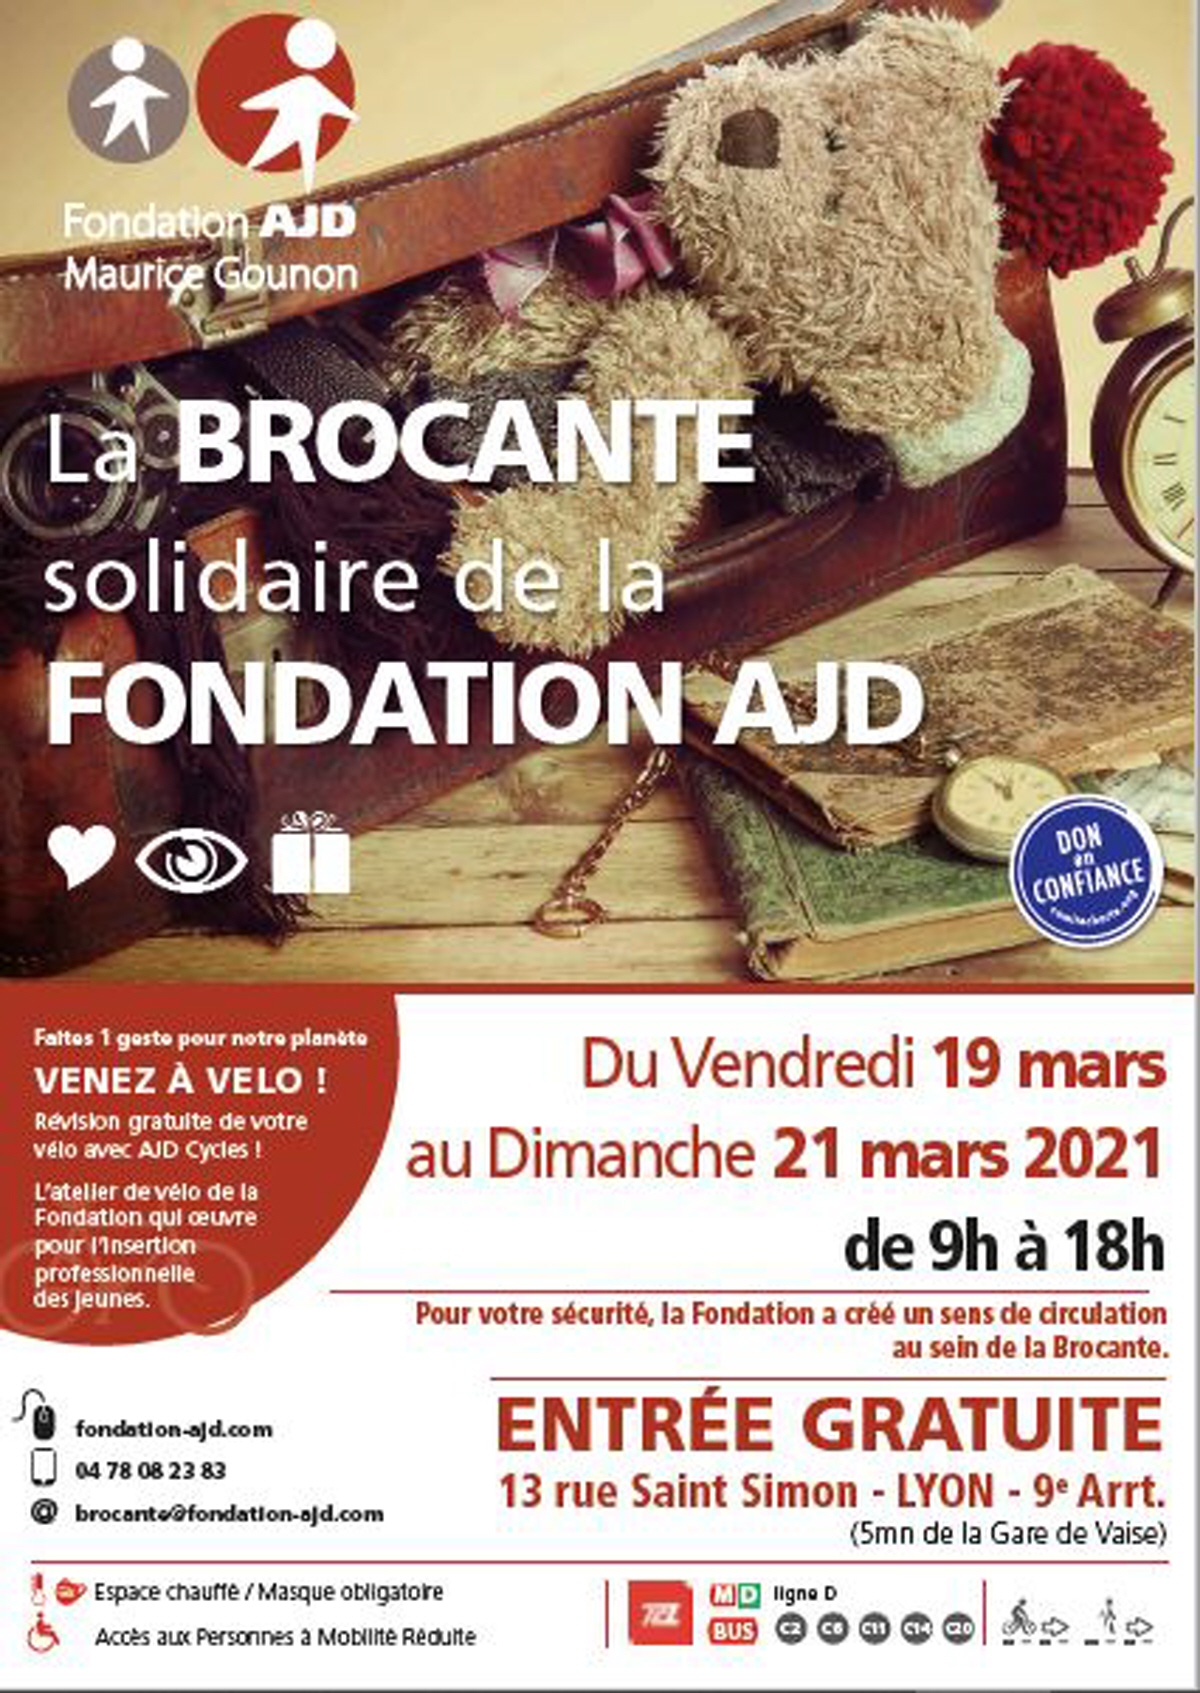 Fondation AJD
Maurice Gounon
La BROCANTE
solidaire de la
FONDATION AJD
DON
en
CONFIANCE
Faites 1 geste pour notre planète
VENEZ À VELO !
Révision gratuite de votre
vélo avec AJD Cycles !
L'atelier de vélo de la
Fondation qui œuvre
pour l'Insertion
professionnelle
des Jeunes.
Du Vendredi 19 mars
au Dimanche 21 mars 2021
de 9h à 18h
Pour votre sécurité, la Fondation a créé un sens de circulation
au sein de la Brocante.
ENTRÉE GRATUITE
13 rue Saint Simon - LYON - 9e Arrt.
(5mn de la Gare de Vaise)
fondation-ajd.com
04 78 08 23 83
@ brocante@fondation-ajd.com
Espace chauffé / Masque obligatoire
Accès aux Personnes à Mobilité Réduite
TCL
M D ligne D
BUS C2 C6 C11 C14 C20